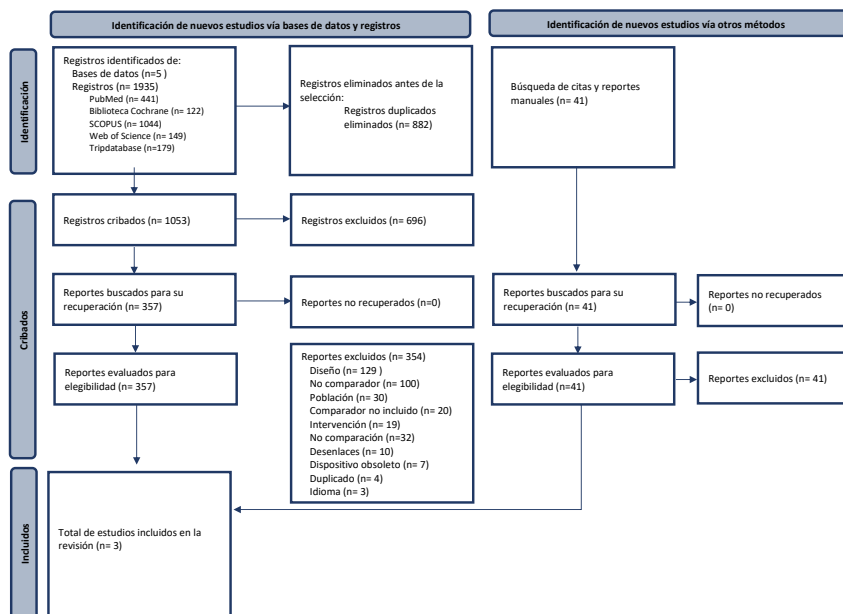 Identificación de nuevos estudios vía bases de datos y registros
Identificación de nuevos estudios vía otros métodos
Identificación
Registros identificados de:
Bases de datos (n=5 )
Registros (n= 1935)
PubMed (n= 441)
Biblioteca Cochrane (n= 122)
SCOPUS (n= 1044)
Web of Science (n= 149)
Tripdatabase (n=179)
Registros eliminados antes de la
selección:
Registros duplicados
eliminados (n= 882)
Búsqueda de citas y reportes
manuales (n= 41)
Cribados
Registros cribados (n= 1053)
Registros excluidos (n= 696)
Reportes buscados para su
recuperación (n= 357)
Reportes no recuperados (n=0)
Reportes buscados para su
recuperación (n= 41)
Reportes no recuperados
(n= 0)
Reportes evaluados para
elegibilidad (n= 357)
Reportes excluidos (n= 354)
Diseño (n= 129 )
No comparador (n= 100)
Población (n= 30)
Comparador no incluido (n= 20)
Intervención (n= 19)
No comparación (n=32)
Desenlaces (n= 10)
Dispositivo obsoleto (n= 7)
Duplicado (n= 4)
Idioma (n= 3)
Reportes evaluados para
elegibilidad (n=41)
Reportes excluidos (n= 41)
Incluidos
Total de estudios incluidos en la
revisión (n= 3)